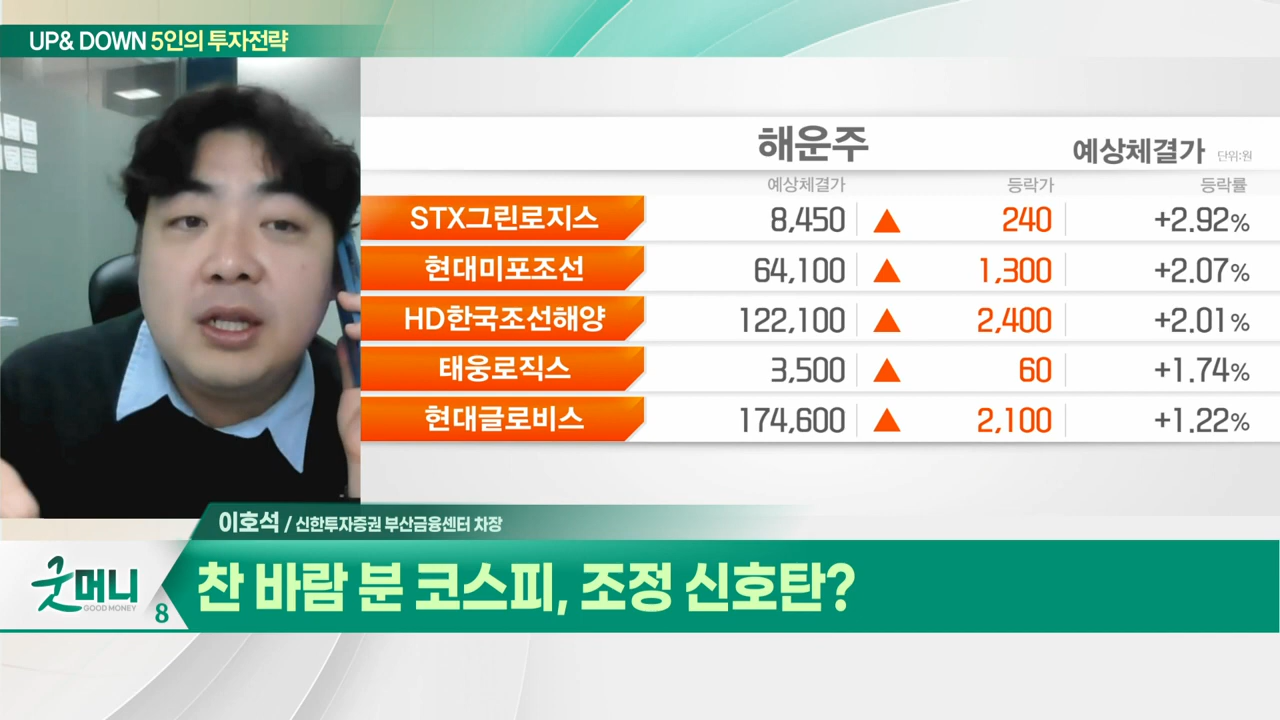 UP& DOWN 5인의 투자전략
해운주 예상체결가 단위:원
예상체결가 등락가 등락률
STX그린로지스 8,450 ▲ 240 +2.92%
현대미포조선 64,100 ▲ 1,300 +2.07%
HD한국조선해양 122,100 ▲ 2,400 +2.01%
태웅로직스 3,500 ▲ 60 +1.74%
현대글로비스 174,600 ▲ 2,100 +1.22%
이호석 / 신한투자증권 부산금융센터 차장
찬 바람 분 코스피, 조정 신호탄?
굿머니
GOOD MONEY
8